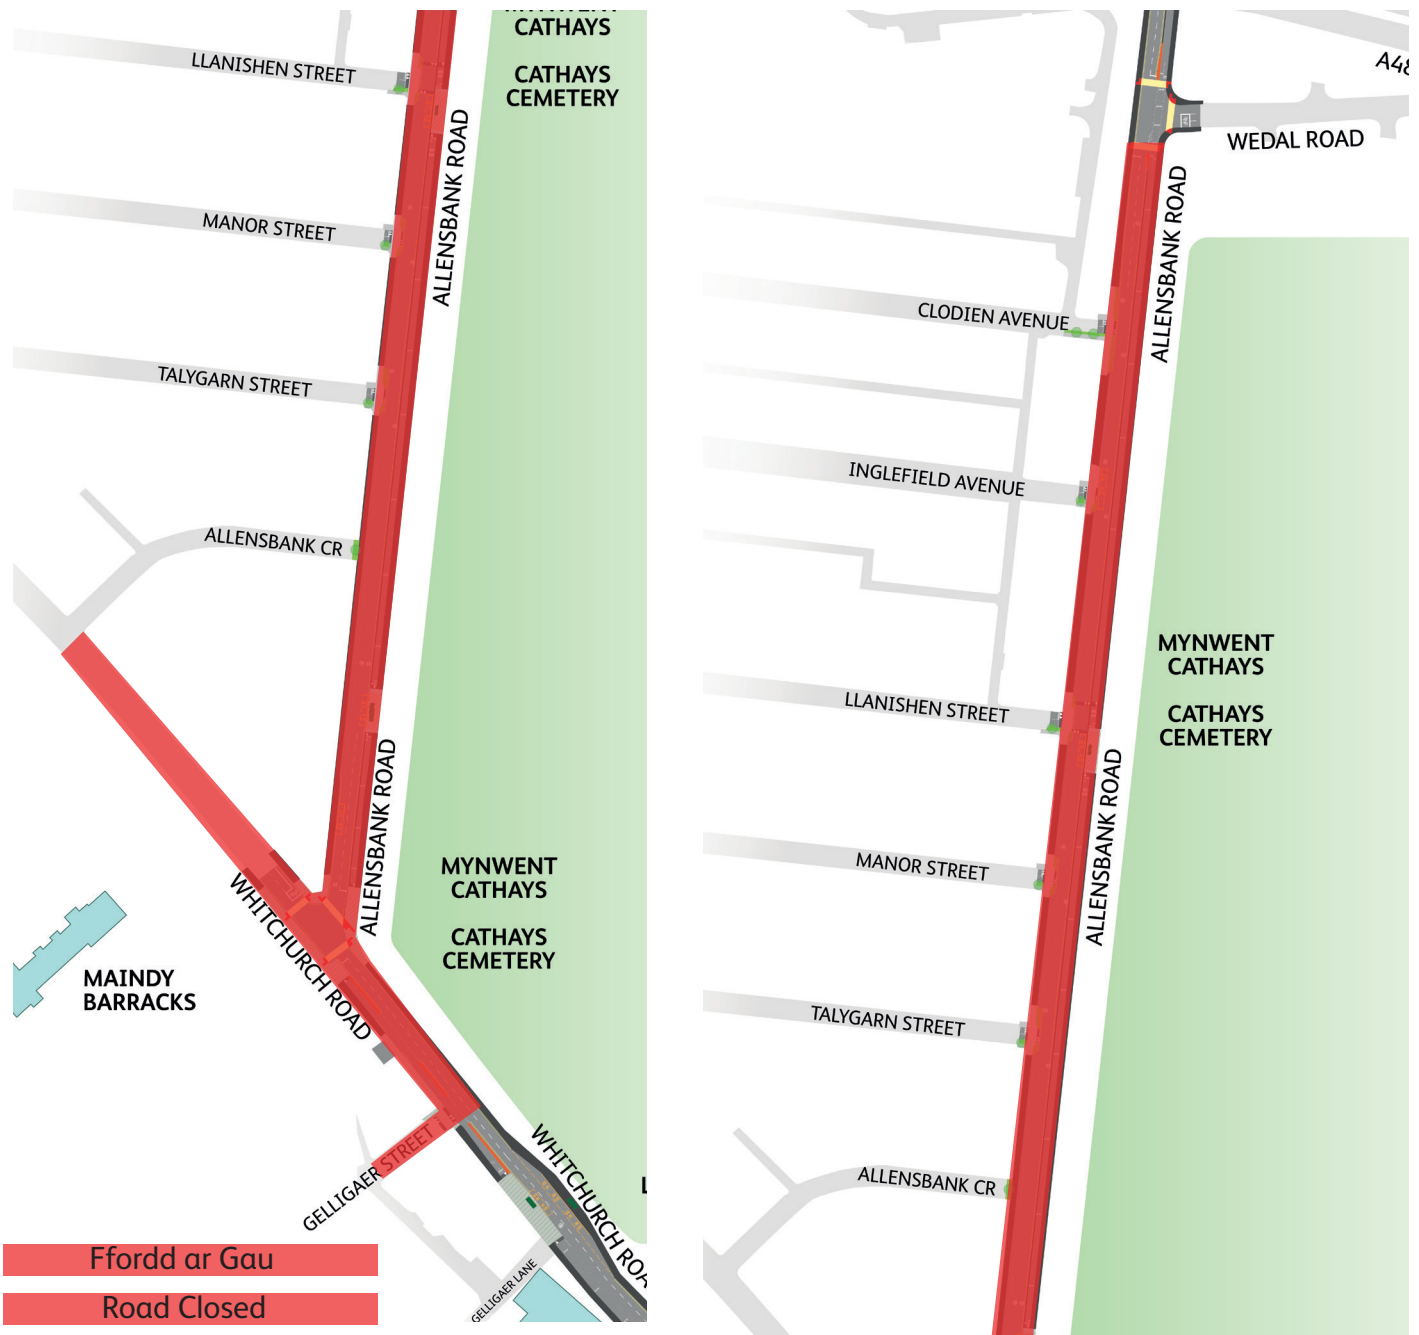 CATHAYS
CATHAYS
CEMETERY
LLANISHEN STREET
ALLENSBANK ROAD
MANOR STREET
TALYGARN STREET
ALLENSBANK CR
ALLENSBANK ROAD
MYNWENT
CATHAYS
CATHAYS
CEMETERY
WHITCHURCH ROAD
MAINDY
BARRACKS
GELLIGAER STREET
WHITCHURCH ROA
GELLIGAER LANE
Ffordd ar Gau
Road Closed
A48
WEDAL ROAD
ALLENSBANK ROAD
CLODIEN AVENUE
INGLEFIELD AVENUE
MYNWENT
CATHAYS
CATHAYS
CEMETERY
LLANISHEN STREET
ALLENSBANK ROAD
MANOR STREET
TALYGARN STREET
ALLENSBANK CR